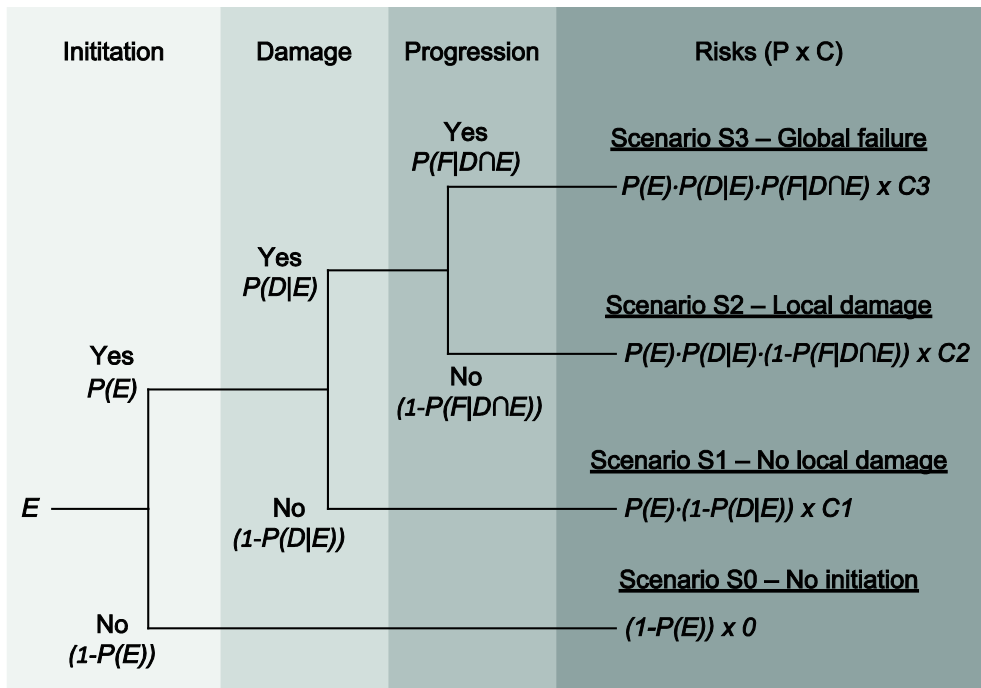 Inititation
Damage
Progression
Risks (P x C)
Yes
P(F|D∩E)
Scenario S3 – Global failure
P(E)·P(D|E)·P(F|D∩E) x C3
Yes
P(D|E)
Scenario S2 – Local damage
P(E)·P(D|E)·(1-P(F|D∩E)) x C2
Yes
P(E)
No
(1-P(F|D∩E))
Scenario S1 – No local damage
P(E)·(1-P(D|E)) x C1
E
No
(1-P(D|E))
Scenario S0 – No initiation
(1-P(E)) x 0
No
(1-P(E))